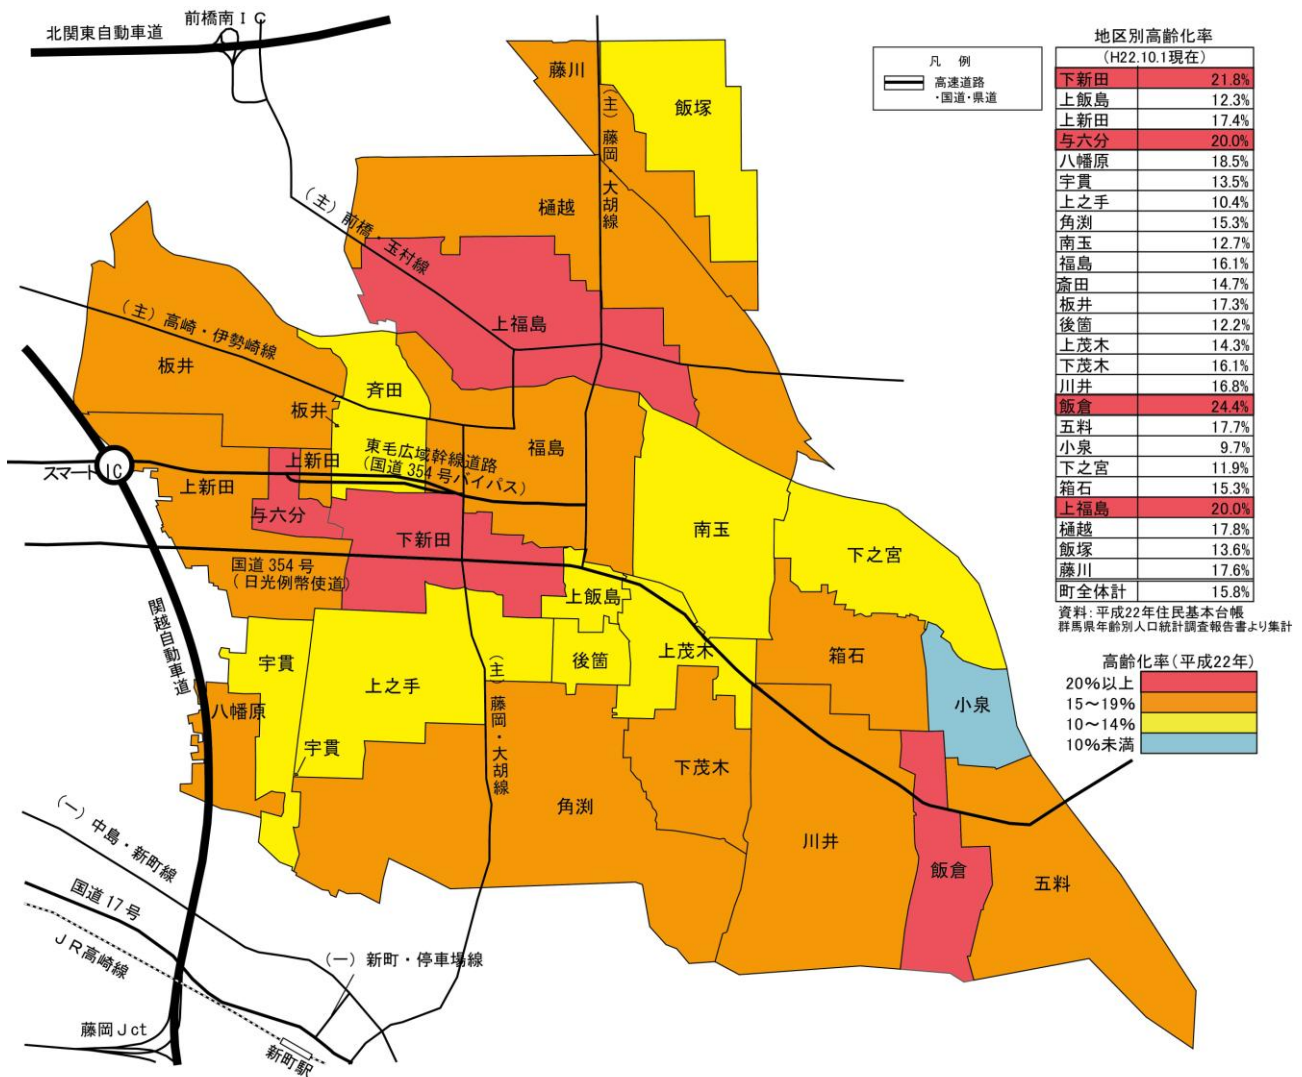 北関東自動車道
前橋南IC
藤川
飯塚
(主)藤岡・大胡線
樋越
(主)前橋・玉村線
上福島
(主)高崎・伊勢崎線
板井
斉田
板井
福島
東毛広域幹線道路
(国道354号バイパス)
上新田
スマートIC
上新田
与六分
下新田
南玉
下之宮
国道354号
(日光例幣使道)
上飯島
関越自動車道
宇貫
上之手
後箇
上茂木
箱石
小泉
八幡原
宇貫
(主)藤岡・大胡線
下茂木
角渕
川井
飯倉
五料
(一)中島・新町線
国道17号
JR高崎線
(一)新町・停車場線
藤岡Jct
新町駅
凡 例
高速道路
・国道・県道
地区別高齢化率
(H22.10.1現在)
下新田 21.8%
上飯島 12.3%
上新田 17.4%
与六分 20.0%
八幡原 18.5%
宇貫 13.5%
上之手 10.4%
角渕 15.3%
南玉 12.7%
福島 16.1%
斎田 14.7%
板井 17.3%
後箇 12.2%
上茂木 14.3%
下茂木 16.1%
川井 16.8%
飯倉 24.4%
五料 17.7%
小泉 9.7%
下之宮 11.9%
箱石 15.3%
上福島 20.0%
樋越 17.8%
飯塚 13.6%
藤川 17.6%
町全体計 15.8%
資料:平成22年住民基本台帳
群馬県年齢別人口統計調査報告書より集計
高齢化率(平成22年)
20%以上
15～19%
10～14%
10%未満